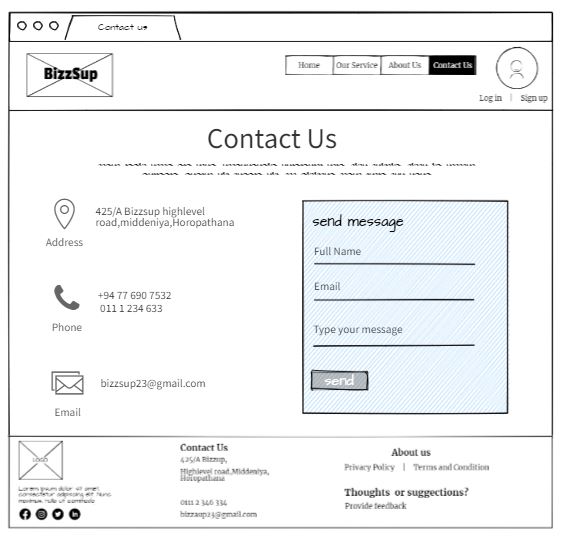 Contact us
BizzSup
Home
Our Service
About Us
Contact Us
Log in | Sign up
Contact Us
425/A Bizzsup highlevel
road,middeniya,Horopathana
Address
+94 77 690 7532
011 1 234 633
Phone
bizzsup23@gmail.com
Email
send message
Full Name
Email
Type your message
send
LOGO
Lorem ipsum dolor sit amet,
consectetur adipiscing elit. Nunc
maximus, nulla ut commodo
Contact Us
425/A Bizzup,
Highlevel road,Middeniya,
Horopathana
0111 2 346 334
bizzasup23@gmail.com
About us
Privacy Policy | Terms and Condition
Thoughts or suggestions?
Provide feedback